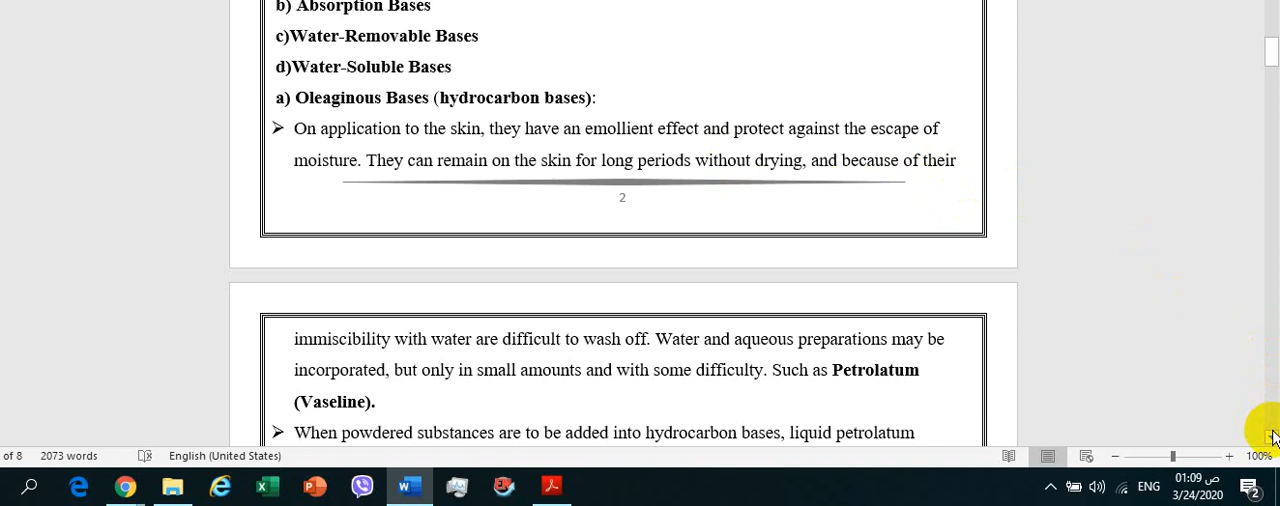 b) Absorption Bases
c)Water-Removable Bases
d)Water-Soluble Bases
a) Oleaginous Bases (hydrocarbon bases):
➢ On application to the skin, they have an emollient effect and protect against the escape of
moisture. They can remain on the skin for long periods without drying, and because of their
2
immiscibility with water are difficult to wash off. Water and aqueous preparations may be
incorporated, but only in small amounts and with some difficulty. Such as Petrolatum
(Vaseline).
➢ When powdered substances are to be added into hydrocarbon bases, liquid petrolatum
of 8 2073 words English (United States) 100%
ENG 01:09 ص
3/24/2020 2